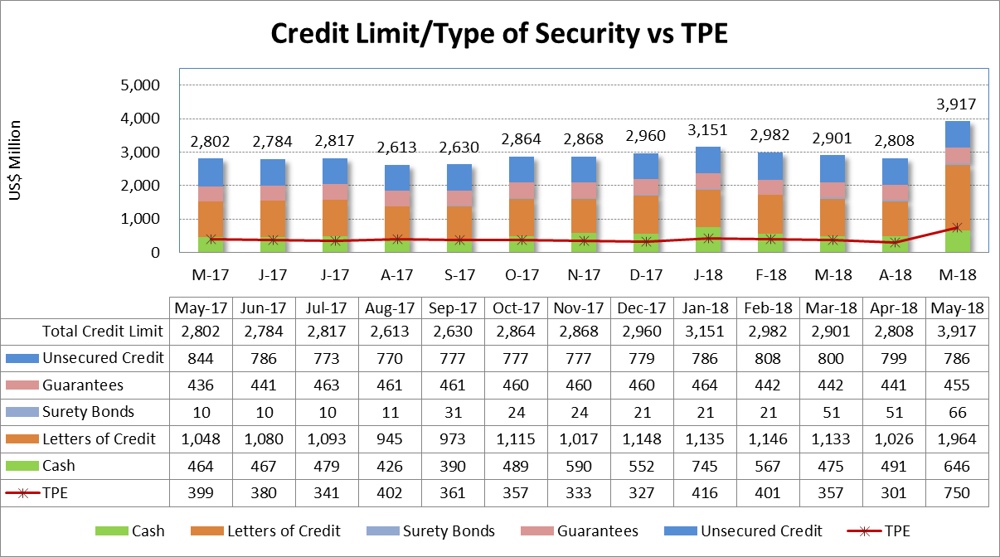 Credit Limit/Type of Security vs TPE
US$ Million
5,000
4,000
3,000
2,000
1,000
0
2,802 2,784 2,817 2,613 2,630 2,864 2,868 2,960 3,151 2,982 2,901 2,808 3,917
M-17 J-17 J-17 A-17 S-17 O-17 N-17 D-17 J-18 F-18 M-18 A-18 M-18
May-17 Jun-17 Jul-17 Aug-17 Sep-17 Oct-17 Nov-17 Dec-17 Jan-18 Feb-18 Mar-18 Apr-18 May-18
Total Credit Limit 2,802 2,784 2,817 2,613 2,630 2,864 2,868 2,960 3,151 2,982 2,901 2,808 3,917
Unsecured Credit 844 786 773 770 777 777 777 779 786 808 800 799 786
Guarantees 436 441 463 461 461 460 460 460 464 442 442 441 455
Surety Bonds 10 10 10 11 31 24 24 21 21 21 51 51 66
Letters of Credit 1,048 1,080 1,093 945 973 1,115 1,017 1,148 1,135 1,146 1,133 1,026 1,964
Cash 464 467 479 426 390 489 590 552 745 567 475 491 646
TPE 399 380 341 402 361 357 333 327 416 401 357 301 750
Cash Letters of Credit Surety Bonds Guarantees Unsecured Credit TPE